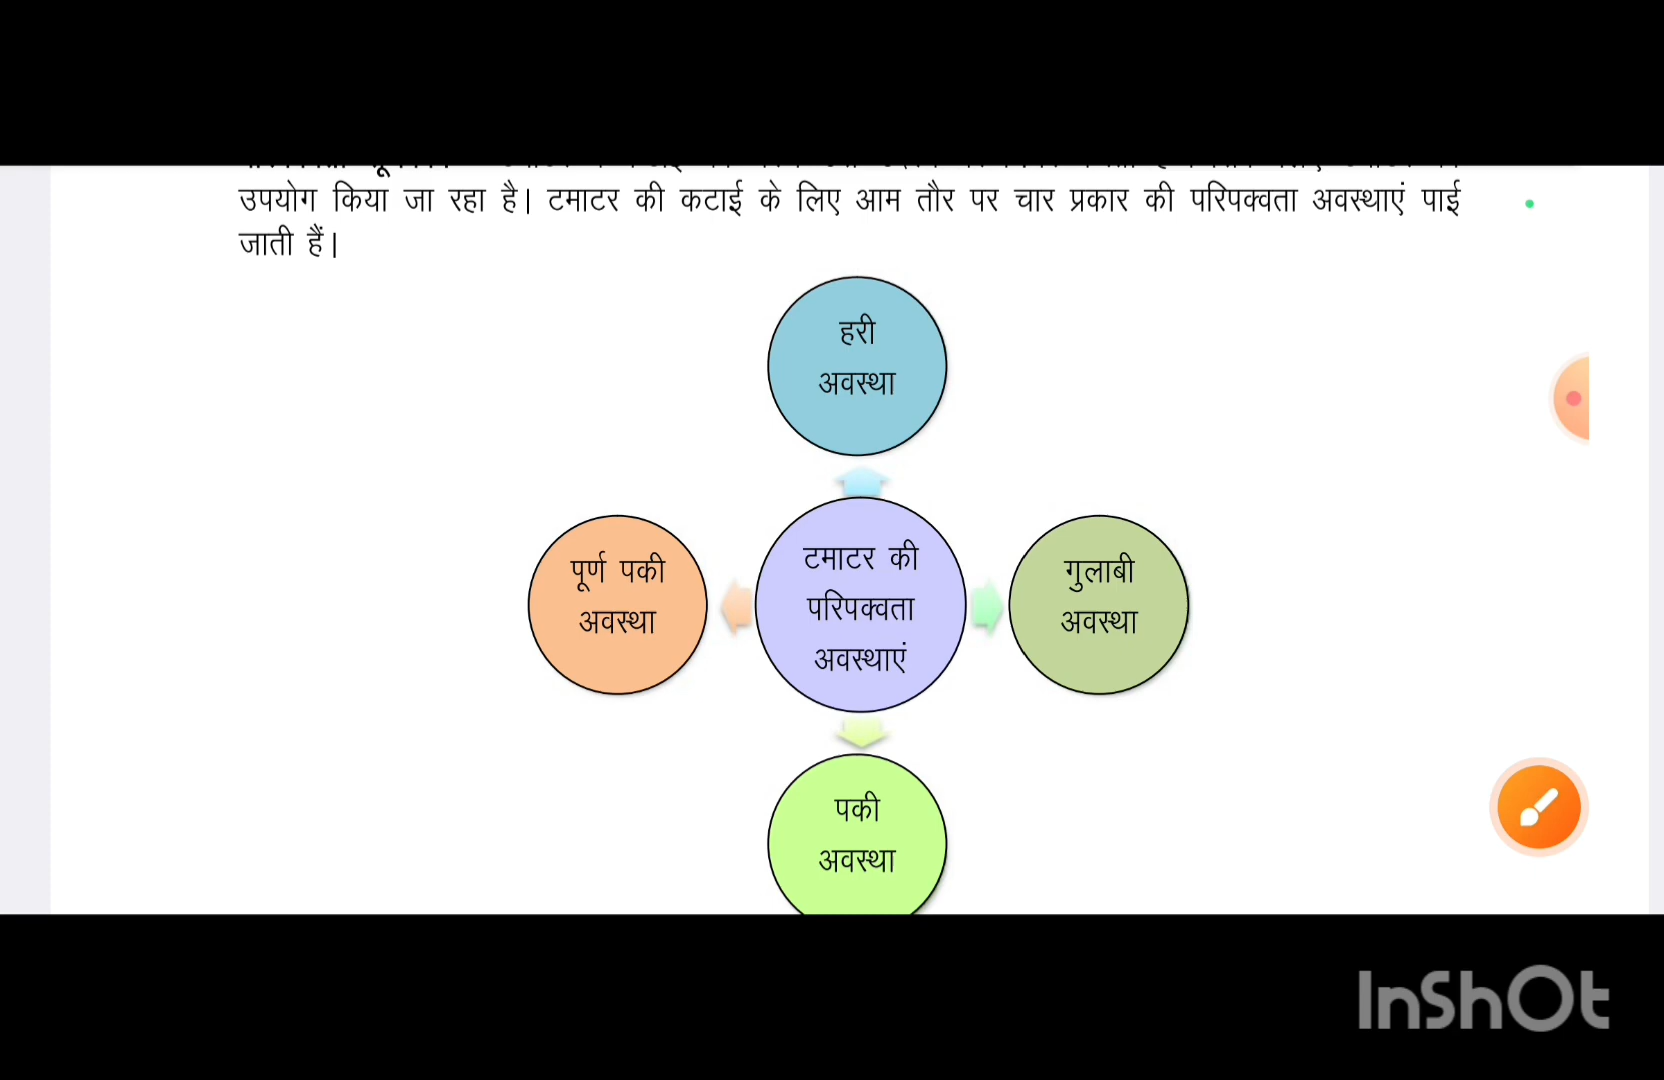 उपयोग किया जा रहा है। टमाटर की कटाई के लिए आम तौर पर चार प्रकार की परिपक्वता अवस्थाएं पाई
जाती हैं।
हरी
अवस्था
पूर्ण पकी
अवस्था
टमाटर की
परिपक्वता
अवस्थाएं
गुलाबी
अवस्था
पकी
अवस्था
InShOt